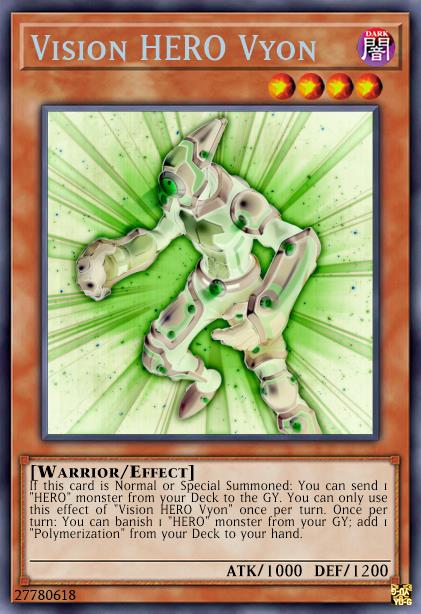 Vision HERO Vyon
DARK
闇
[Warrior/Effect]
If this card is Normal or Special Summoned: You can send 1
"HERO" monster from your Deck to the GY. You can only use
this effect of "Vision HERO Vyon" once per turn. Once per
turn: You can banish 1 "HERO" monster from your GY; add 1
"Polymerization" from your Deck to your hand.
ATK/1000 DEF/1200
27780618